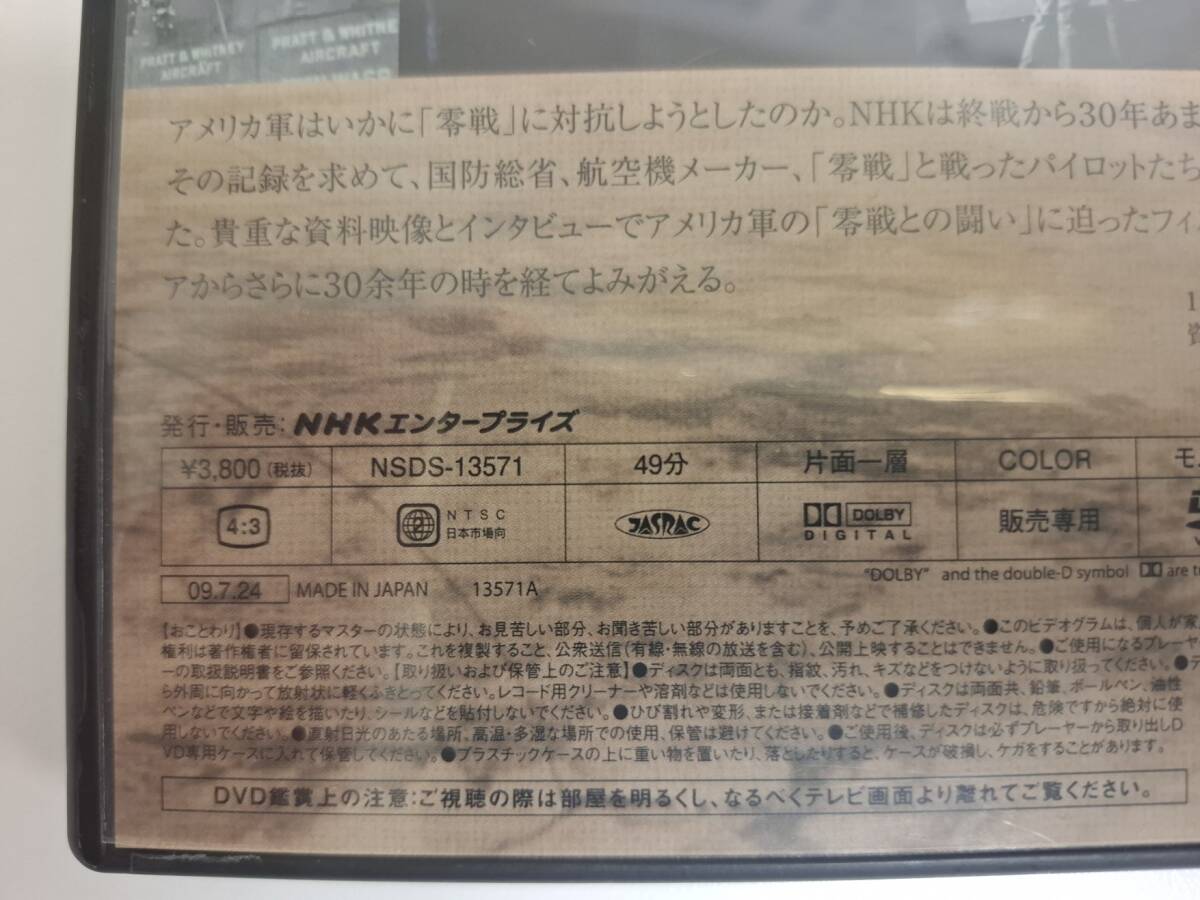 PRATT & WHITNEY
AIRCRAFT
PRATT & WHITNE
AIRCRAFT
アメリカ軍はいかに「零戦」に対抗しようとしたのか。NHKは終戦から30年あま
その記録を求めて、国防総省、航空機メーカー、「零戦」と戦ったパイロットたち
た。貴重な資料映像とインタビューでアメリカ軍の「零戦との闘い」に迫ったフィ
アからさらに30余年の時を経てよみがえる。
1
発行・販売：NHKエンタープライズ
¥3,800（税抜） NSDS-13571 49分 片面一層 COLOR モ
4:3 2 NTSC 日本市場向 JASRAC DOLBY DIGITAL 販売専用
"DOLBY" and the double-D symbol are tr
09.7.24 MADE IN JAPAN 13571A
【おことわり】●現存するマスターの状態により、お見苦しい部分、お聞き苦しい部分がありますことを、予めご了承ください。●このビデオグラムは、個人が家
権利は著作権者に留保されています。これを複製すること、公衆送信（有線・無線の放送を含む）、公開上映することはできません。●ご使用になるプレーヤ
ーの取扱説明書をご参照ください。【取り扱いおよび保管上のご注意】●ディスクは両面とも、指紋、汚れ、キズなどをつけないように取り扱ってください。●デ
ら外周に向かって放射状に軽くふきとってください。レコード用クリーナーや溶剤などは使用しないでください。●ディスクは両面共、鉛筆、ボールペン、油性
ペンなどで文字や絵を描いたり、シールなどを貼付しないでください。●ひび割れや変形、または接着剤などで補修したディスクは、危険ですから絶対に使
用しないでください。●直射日光のあたる場所、高温・多湿な場所での使用、保管は避けてください。●ご使用後、ディスクは必ずプレーヤーから取り出しD
VD専用ケースに入れて保管してください。●プラスチックケースの上に重い物を置いたり、落としたりすると、ケースが破損し、ケガをすることがあります。
DVD鑑賞上の注意：ご視聴の際は部屋を明るくし、なるべくテレビ画面より離れてご覧ください。